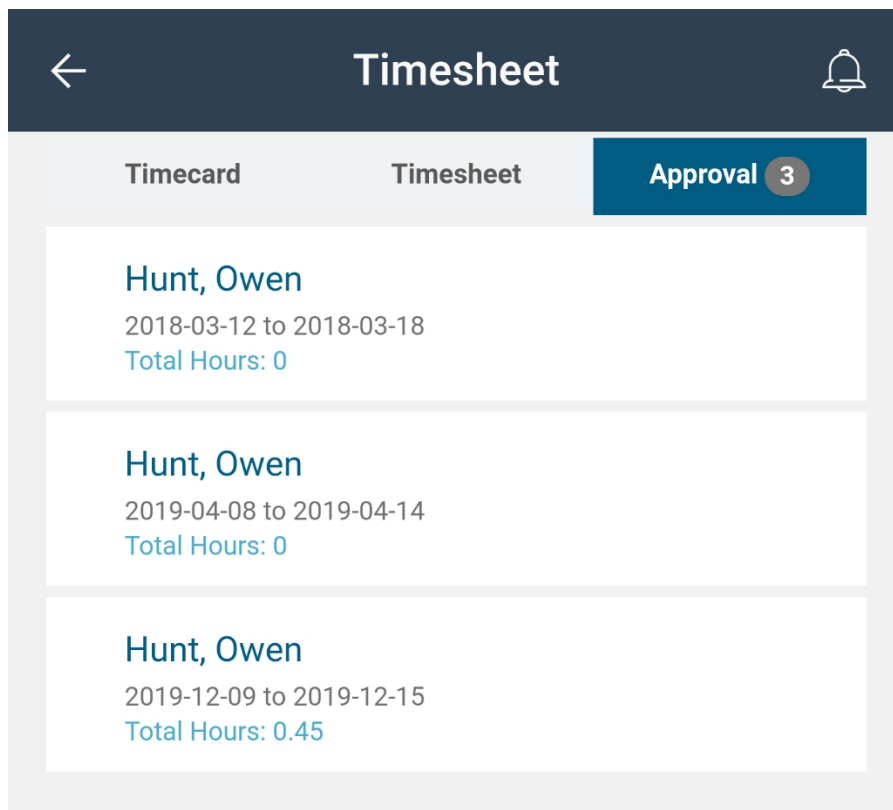 Timesheet
Timecard Timesheet Approval 3
Hunt, Owen
2018-03-12 to 2018-03-18
Total Hours: 0
Hunt, Owen
2019-04-08 to 2019-04-14
Total Hours: 0
Hunt, Owen
2019-12-09 to 2019-12-15
Total Hours: 0.45